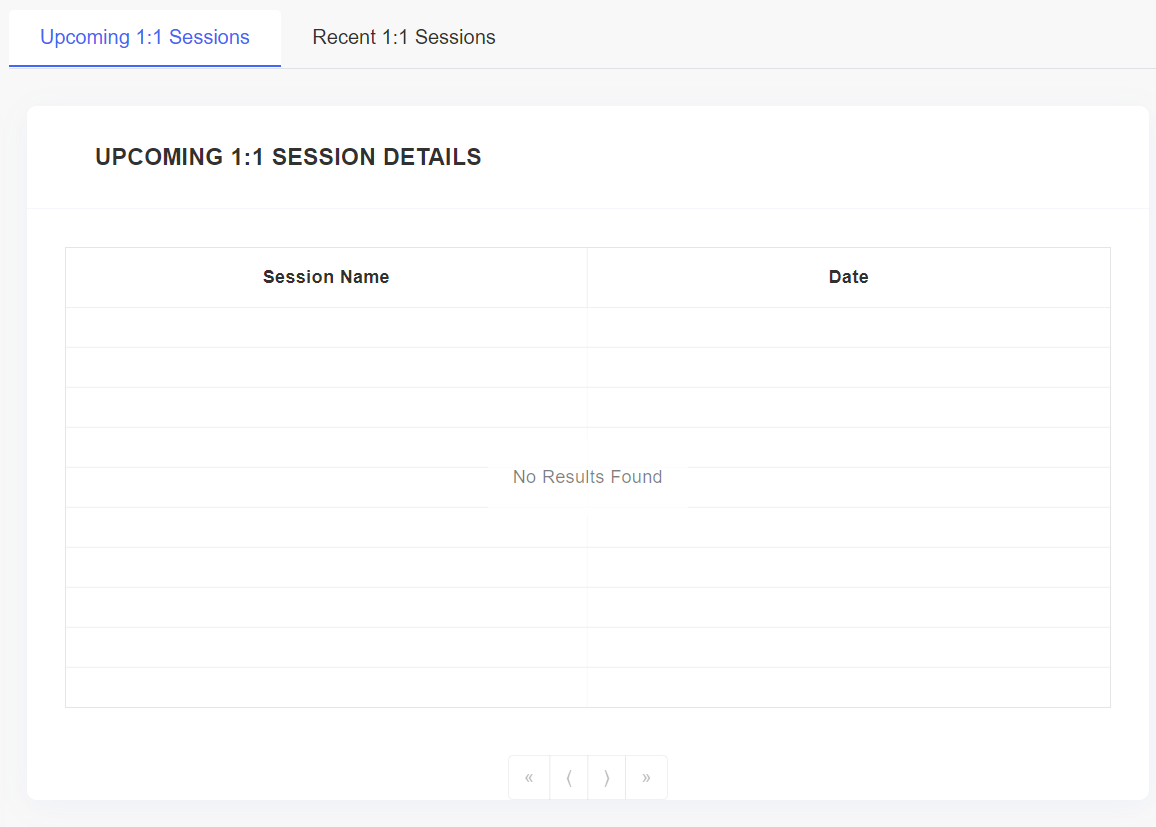 Upcoming 1:1 Sessions Recent 1:1 Sessions
UPCOMING 1:1 SESSION DETAILS
Session Name Date
No Results Found
« ⟨ ⟩ »